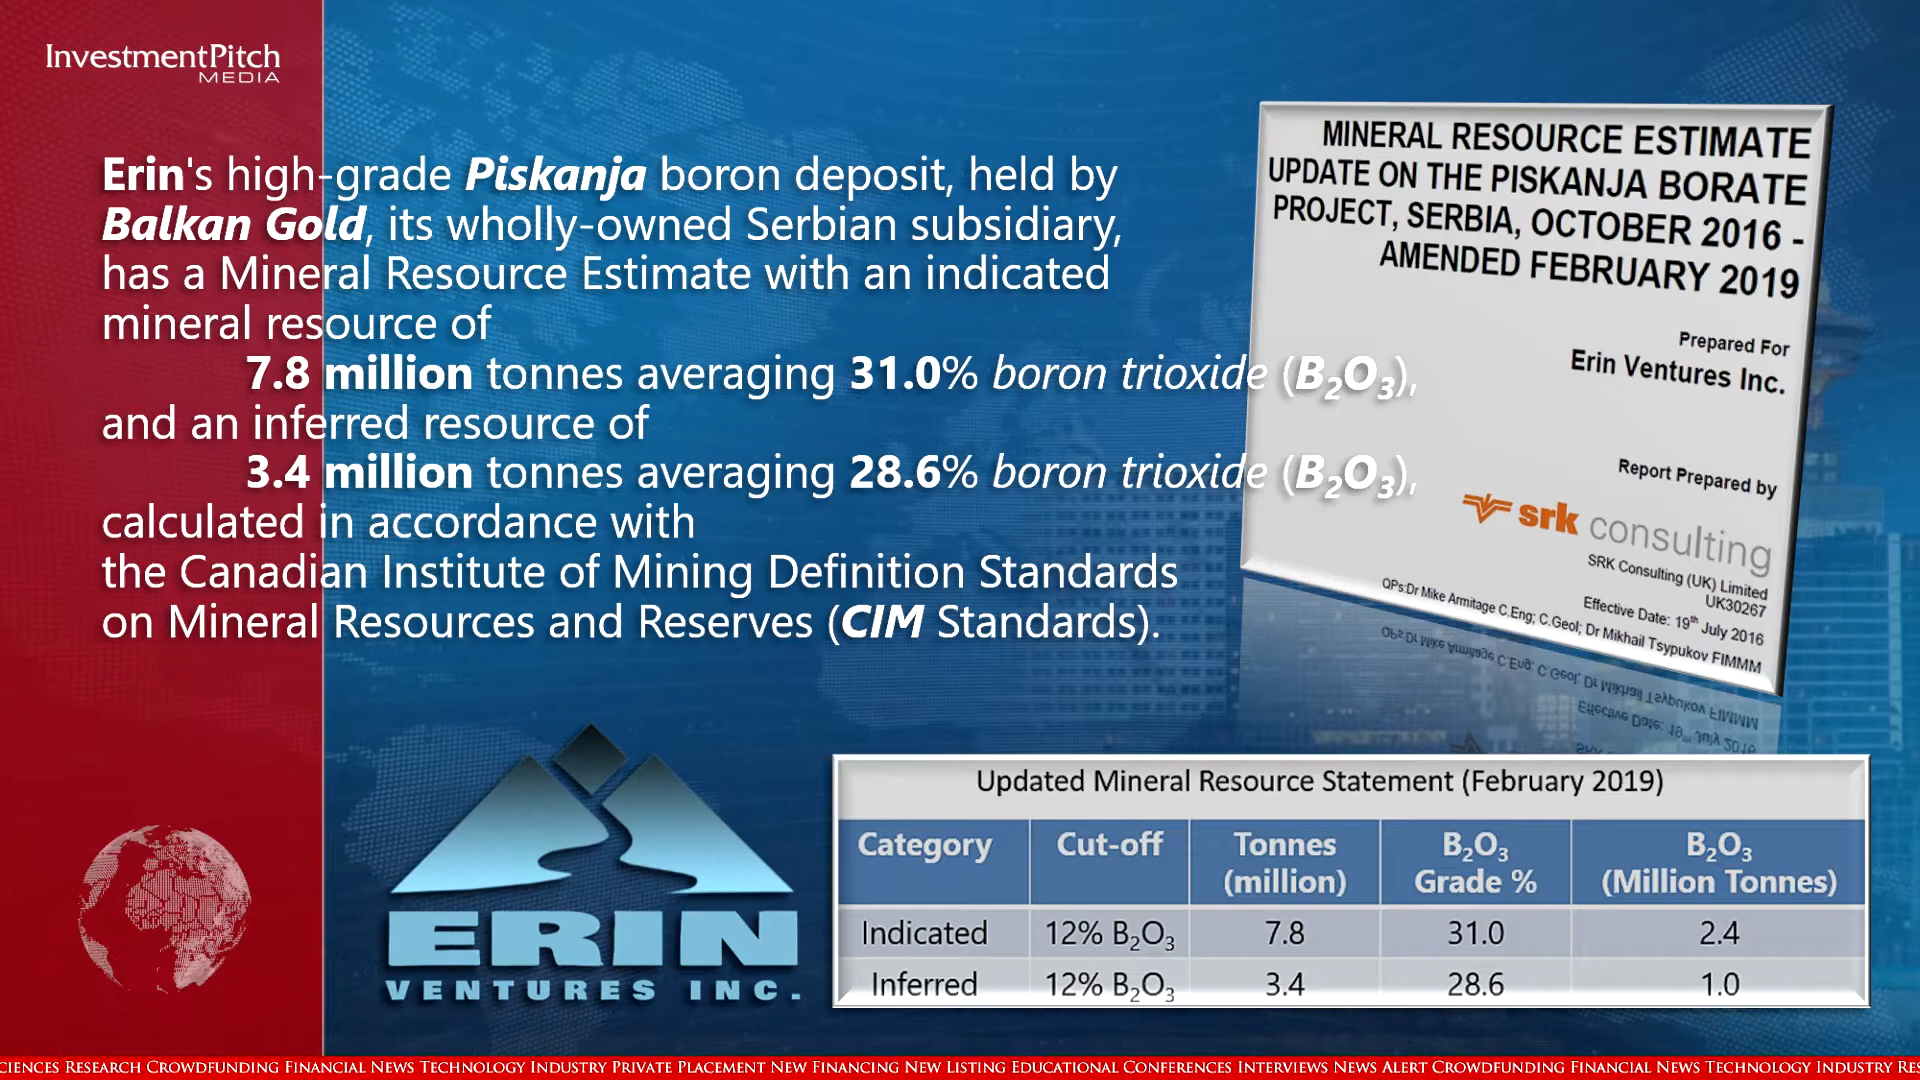 InvestmentPitch
MEDIA
Erin's high-grade Piskanja boron deposit, held by
Balkan Gold, its wholly-owned Serbian subsidiary,
has a Mineral Resource Estimate with an indicated
mineral resource of
7.8 million tonnes averaging 31.0% boron trioxide (B₂O₃),
and an inferred resource of
3.4 million tonnes averaging 28.6% boron trioxide (B₂O₃),
calculated in accordance with
the Canadian Institute of Mining Definition Standards
on Mineral Resources and Reserves (CIM Standards).
MINERAL RESOURCE ESTIMATE
UPDATE ON THE PISKANJA BORATE
PROJECT, SERBIA, OCTOBER 2016 -
AMENDED FEBRUARY 2019
Prepared For
Erin Ventures Inc.
Report Prepared by
srk consulting
SRK Consulting (UK) Limited
UK30267
Effective Date: 19th July 2016
QPs:Dr Mike Armitage C.Eng; C.Geol; Dr Mikhail Tsypukov FIMMM
ERIN
VENTURES INC.
Updated Mineral Resource Statement (February 2019)
Category Cut-off Tonnes (million) B₂O₃ Grade % B₂O₃ (Million Tonnes)
Indicated 12% B₂O₃ 7.8 31.0 2.4
Inferred 12% B₂O₃ 3.4 28.6 1.0
CIENCES RESEARCH CROWDFUNDING FINANCIAL NEWS TECHNOLOGY INDUSTRY PRIVATE PLACEMENT NEW FINANCING NEW LISTING EDUCATIONAL CONFERENCES INTERVIEWS NEWS ALERT CROWDFUNDING FINANCIAL NEWS TECHNOLOGY INDUSTRY RES